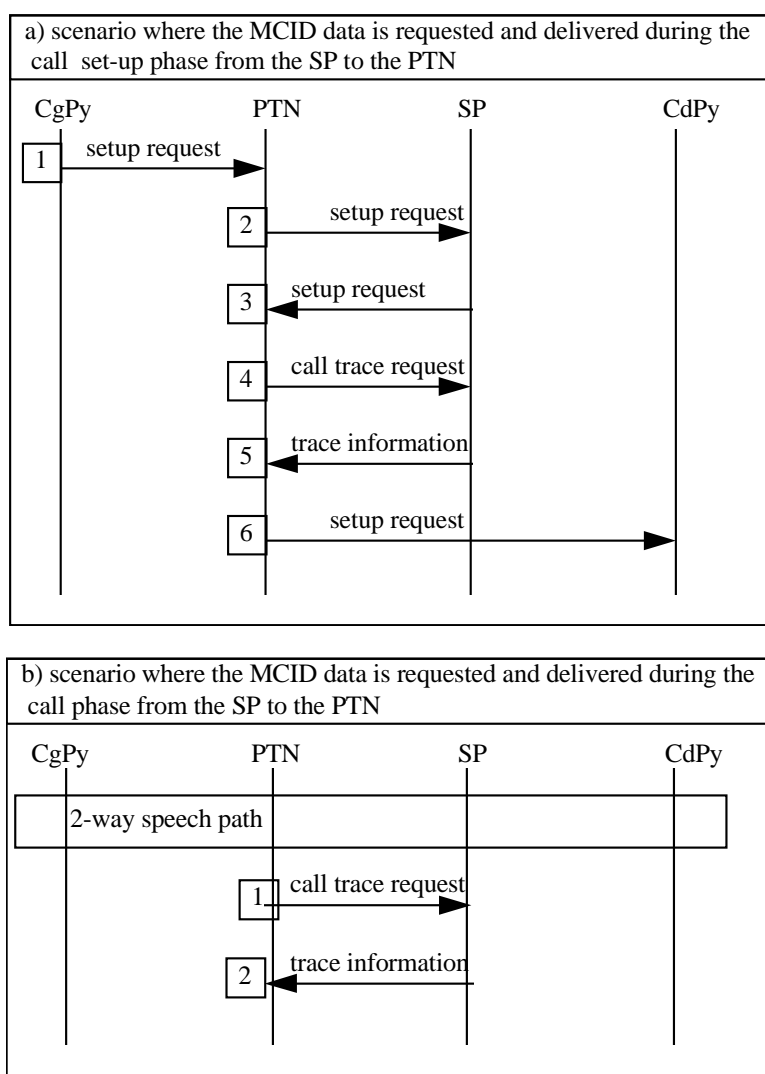 a) scenario where the MCID data is requested and delivered during the
call set-up phase from the SP to the PTN
CgPy PTN SP CdPy
1 setup request
2 setup request
3 setup request
4 call trace request
5 trace information
6 setup request
b) scenario where the MCID data is requested and delivered during the
call phase from the SP to the PTN
CgPy PTN SP CdPy
2-way speech path
1 call trace request
2 trace information